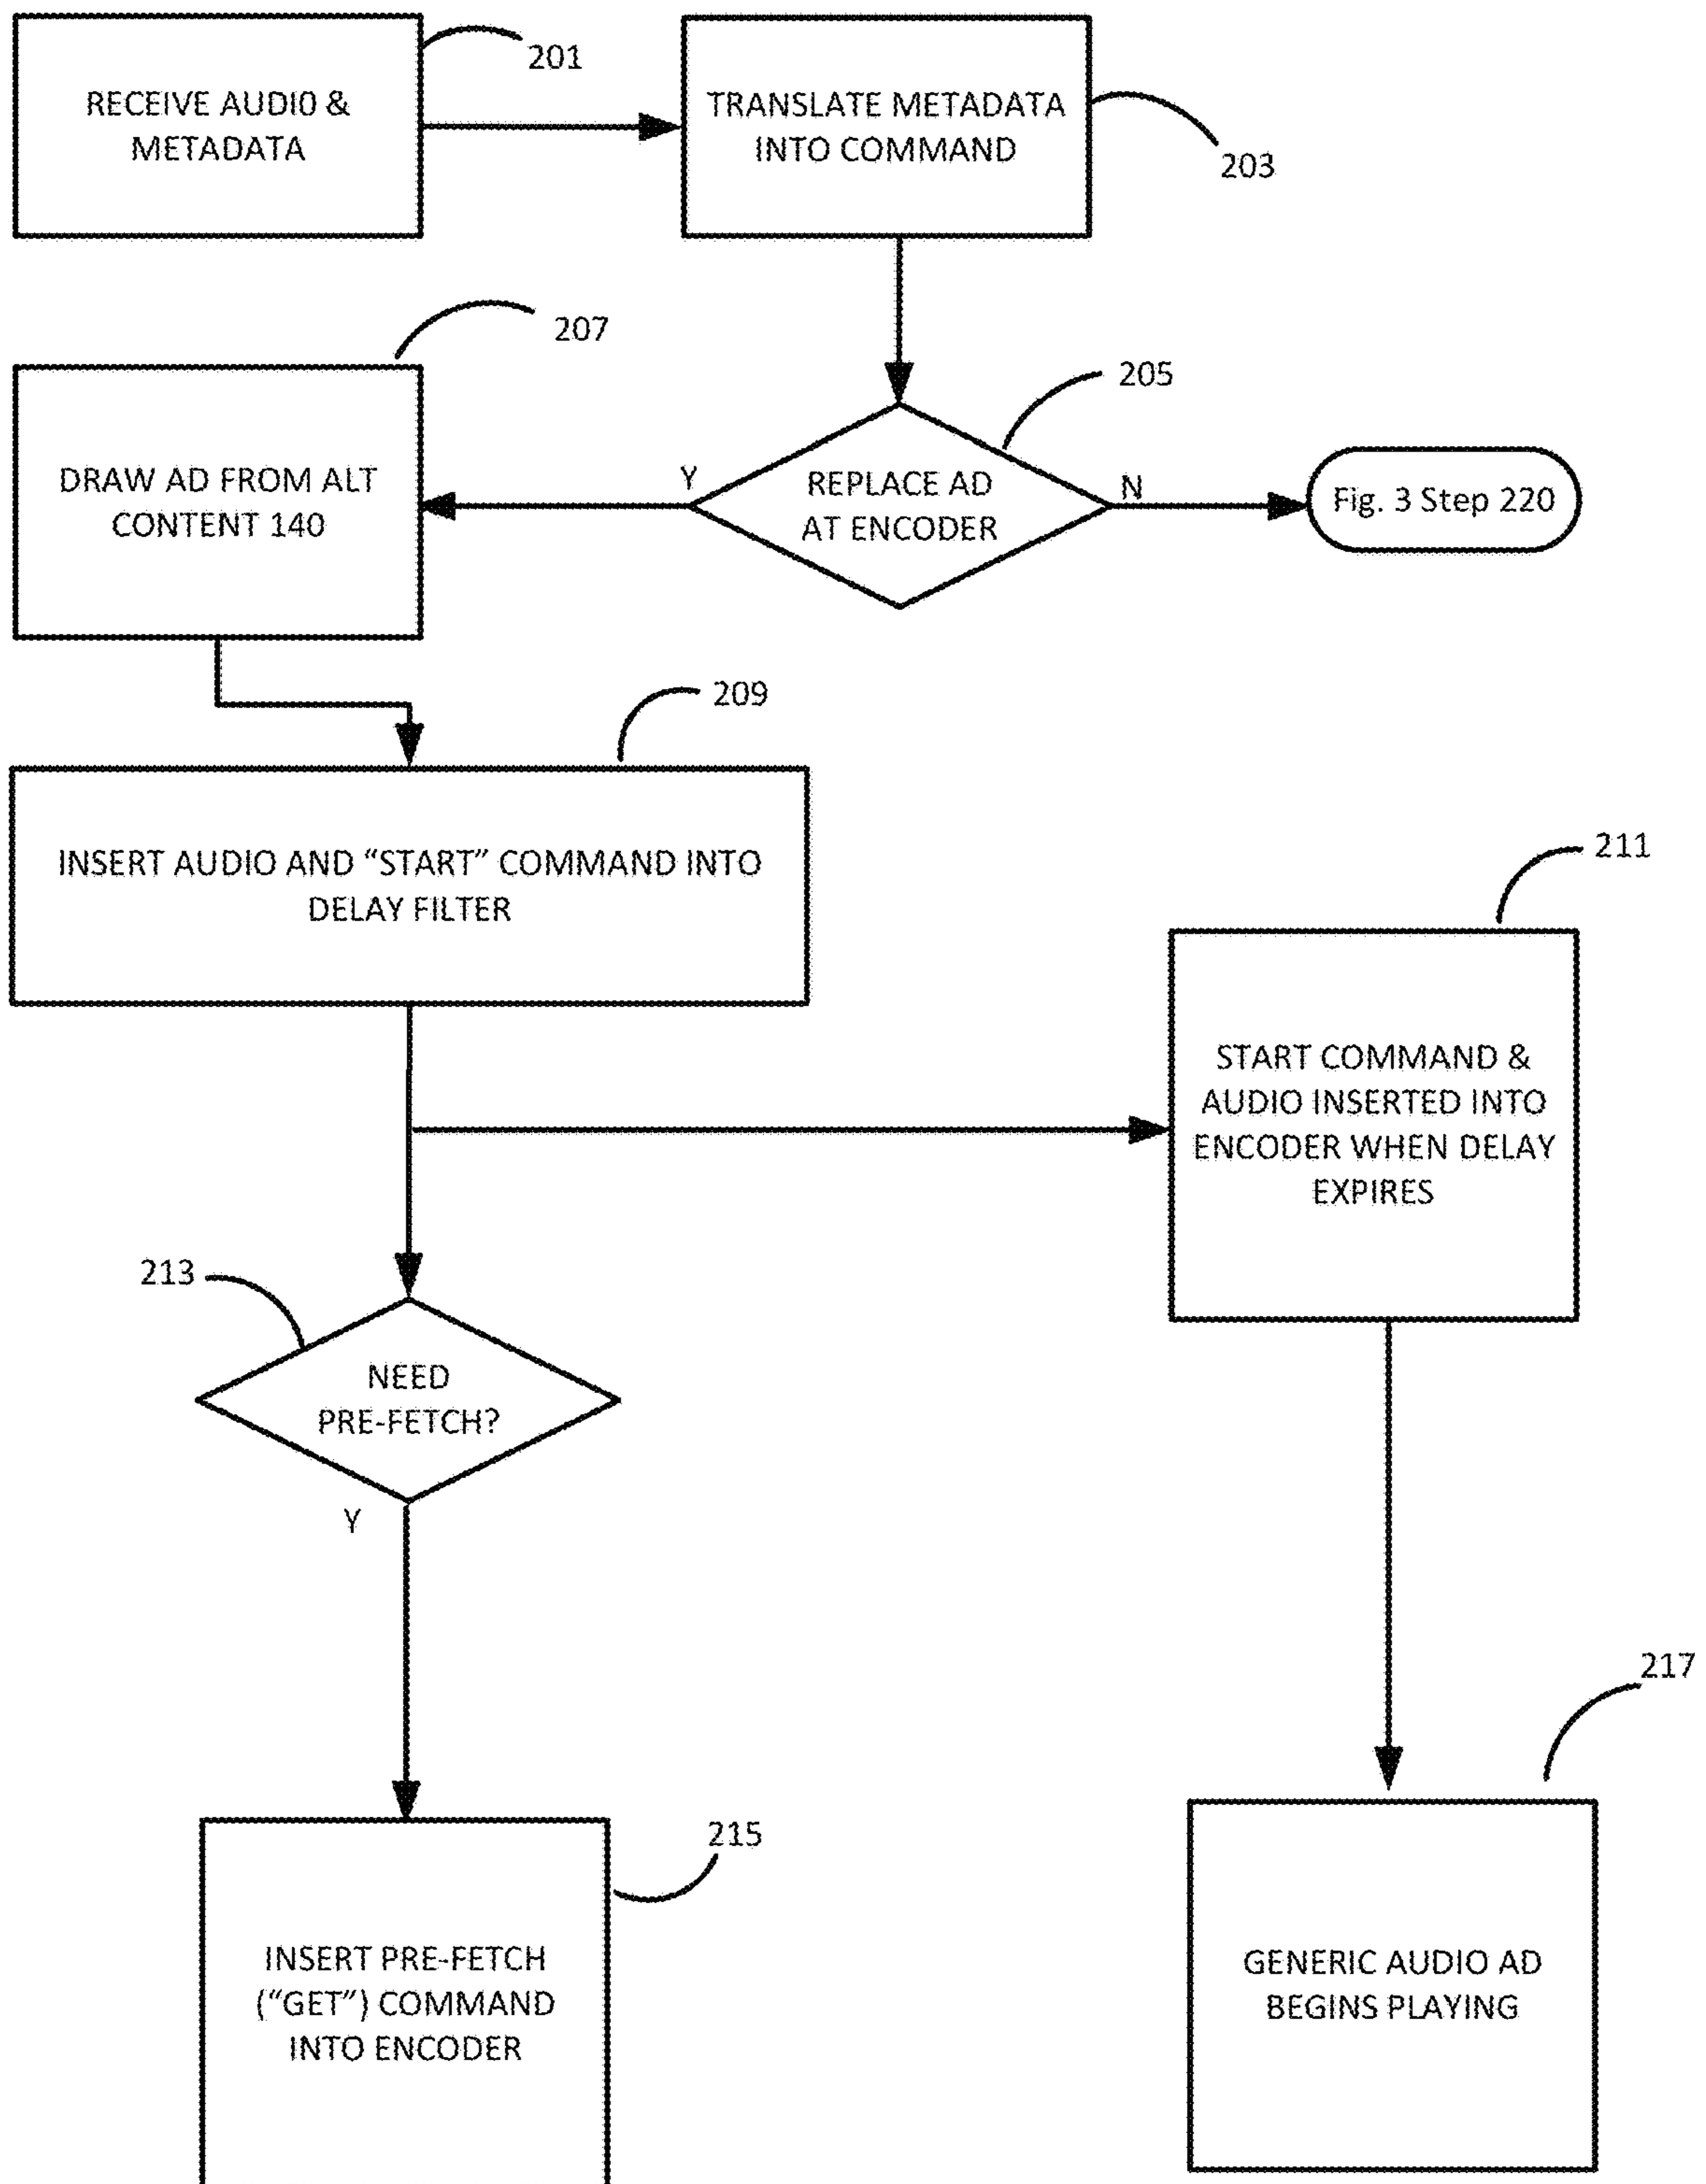 201
RECEIVE AUDIO &
METADATA
TRANSLATE METADATA
INTO COMMAND
203
207
205
DRAW AD FROM ALT
CONTENT 140
Y
REPLACE AD
AT ENCODER
N
Fig. 3 Step 220
209
INSERT AUDIO AND “START” COMMAND INTO
DELAY FILTER
211
START COMMAND &
AUDIO INSERTED INTO
ENCODER WHEN DELAY
EXPIRES
213
NEED
PRE-FETCH?
Y
217
215
INSERT PRE-FETCH
(“GET”) COMMAND
INTO ENCODER
GENERIC AUDIO AD
BEGINS PLAYING